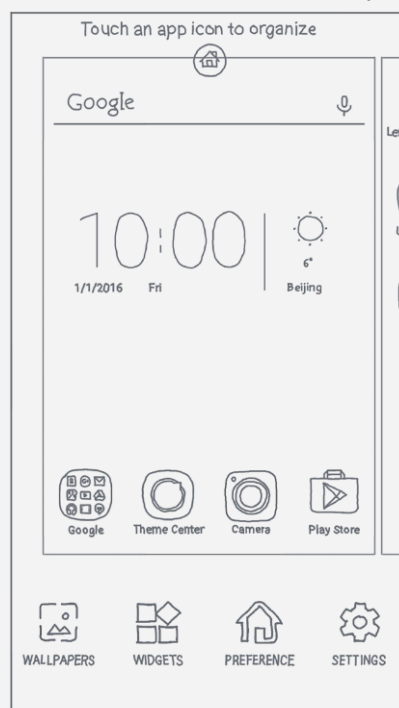 Touch an app icon to organize
Google
10:00
1/1/2016 Fri
6°
Beijing
Google Theme Center Camera Play Store
WALLPAPERS WIDGETS PREFERENCE SETTINGS